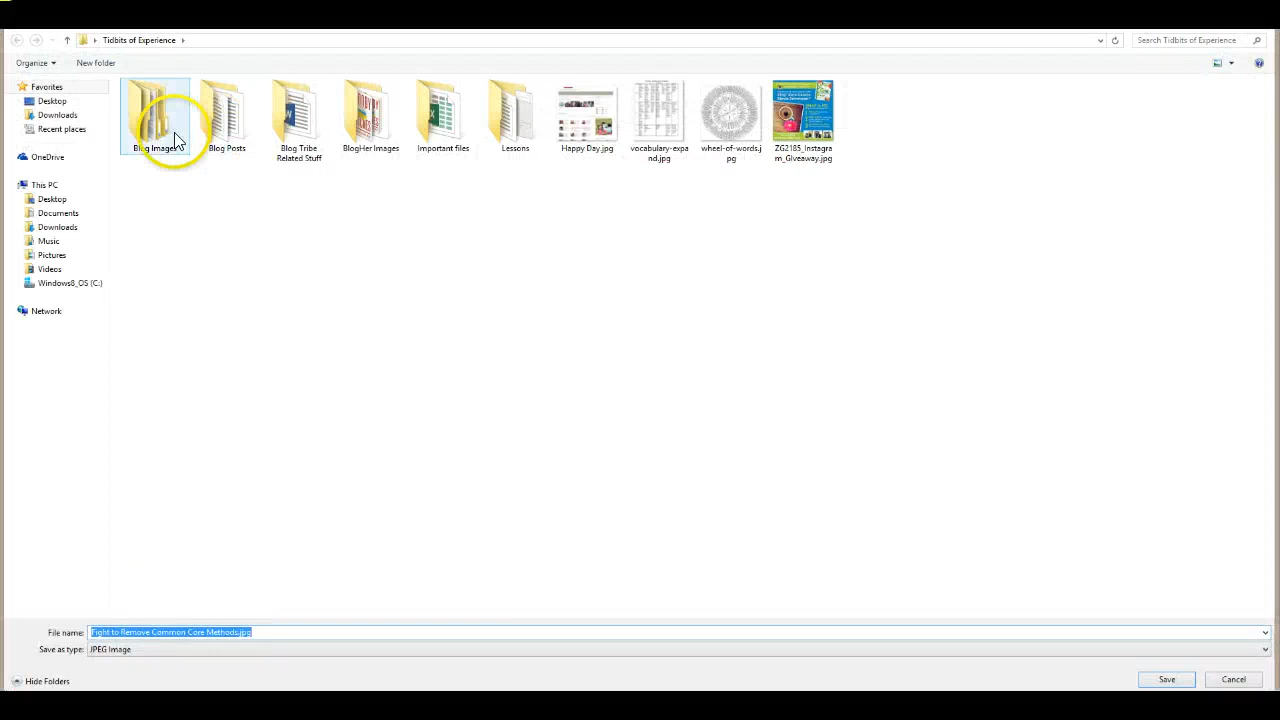 Tidbits of Experience
Search Tidbits of Experience
Organize
New folder
Favorites
Desktop
Downloads
Recent places
OneDrive
This PC
Desktop
Documents
Downloads
Music
Pictures
Videos
Windows8_OS (C:)
Network
Blog Images
Blog Posts
Blog Tribe
Related Stuff
BlogHer Images
Important files
Lessons
Happy Day.jpg
vocabulary-expa
nd.jpg
wheel-of-words.j
pg
ZG2185_Instagra
m_Giveaway.jpg
File name:
Fight to Remove Common Core Methods.jpg
Save as type:
JPEG Image
Hide Folders
Save
Cancel